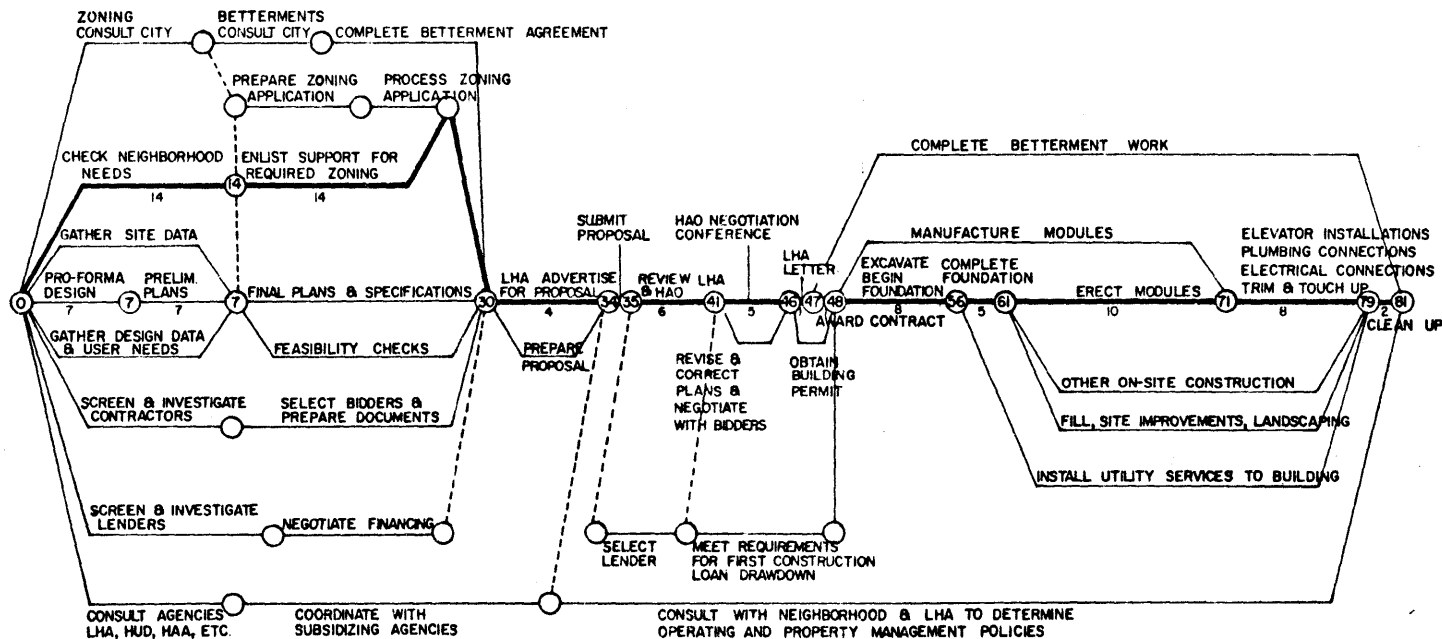 ZONING
CONSULT CITY
BETTERMENTS
CONSULT CITY
COMPLETE BETTERMENT AGREEMENT
PREPARE ZONING
APPLICATION
PROCESS ZONING
APPLICATION
COMPLETE BETTERMENT WORK
CHECK NEIGHBORHOOD
NEEDS
14
14
ENLIST SUPPORT FOR
REQUIRED ZONING
14
GATHER SITE DATA
SUBMIT
PROPOSAL
HAO NEGOTIATION
CONFERENCE
MANUFACTURE MODULES
ELEVATOR INSTALLATIONS
PLUMBING CONNECTIONS
ELECTRICAL CONNECTIONS
TRIM & TOUCH UP
0
PRO-FORMA
DESIGN
7
7
PRELIM.
PLANS
7
7
FINAL PLANS & SPECIFICATIONS
30
LHA ADVERTISE
FOR PROPOSAL
4
34
35
REVIEW LHA
& HAO
6
41
5
46
LHA
LETTER
1
47
48
EXCAVATE
BEGIN
FOUNDATION
8
56
COMPLETE
FOUNDATION
5
61
ERECT MODULES
10
71
8
79
2
81
CLEAN UP
AWARD CONTRACT
GATHER DESIGN DATA
& USER NEEDS
FEASIBILITY CHECKS
PREPARE
PROPOSAL
REVISE &
CORRECT
PLANS &
NEGOTIATE
WITH BIDDERS
OBTAIN
BUILDING
PERMIT
OTHER ON-SITE CONSTRUCTION
SCREEN & INVESTIGATE
CONTRACTORS
SELECT BIDDERS &
PREPARE DOCUMENTS
FILL, SITE IMPROVEMENTS, LANDSCAPING
INSTALL UTILITY SERVICES TO BUILDING
SCREEN & INVESTIGATE
LENDERS
NEGOTIATE FINANCING
SELECT
LENDER
MEET REQUIREMENTS
FOR FIRST CONSTRUCTION
LOAN DRAWDOWN
CONSULT AGENCIES
LHA, HUD, HAA, ETC.
COORDINATE WITH
SUBSIDIZING AGENCIES
CONSULT WITH NEIGHBORHOOD & LHA TO DETERMINE
OPERATING AND PROPERTY MANAGEMENT POLICIES